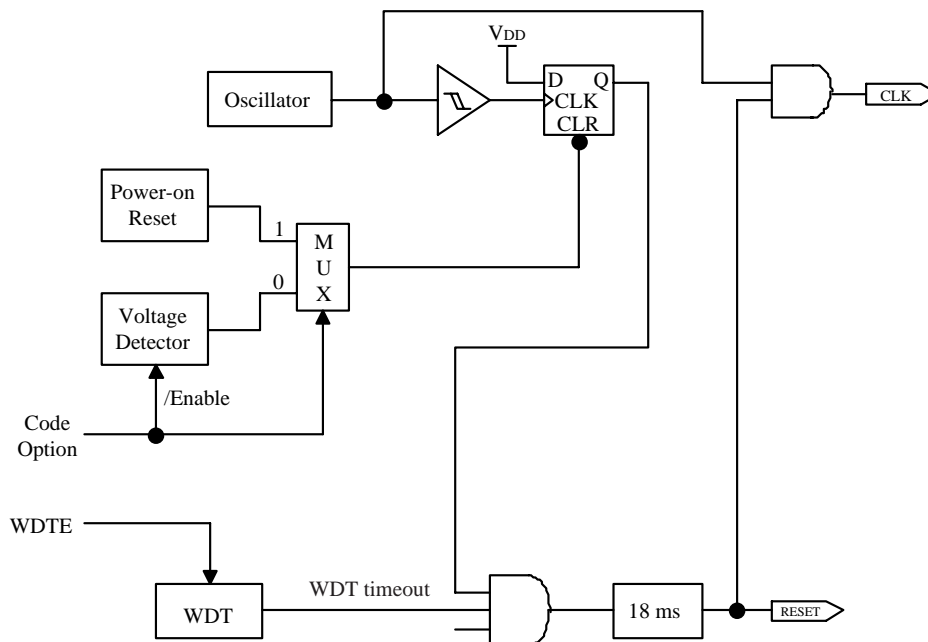 VDD
D Q
CLK
CLR
Oscillator
CLK
Power-on
Reset
1
0
M
U
X
Voltage
Detector
/Enable
Code
Option
WDTE
WDT timeout
WDT
18 ms
RESET